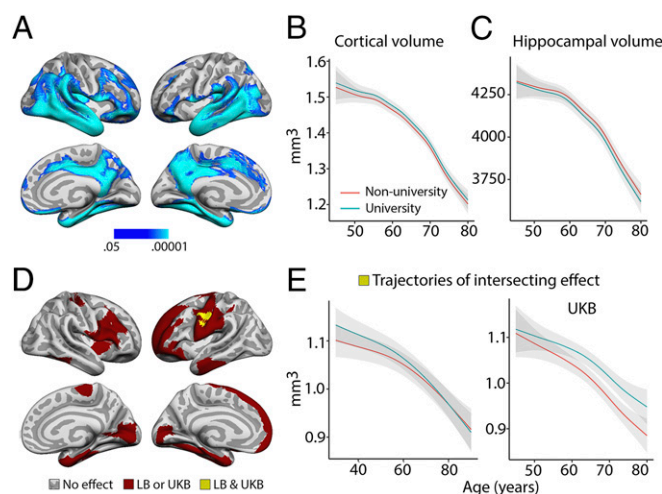 A
B
Cortical volume
C
Hippocampal volume
1.6
1.5
1.4
1.3
1.2
mm3
Non-university
University
50 60 70 80
4250
4000
3750
50 60 70 80
.05 .00001
D
No effect LB or UKB LB & UKB
E
Trajectories of intersecting effect
UKB
1.1
1.0
0.9
mm3
40 60 80
1.2
1.1
1.0
0.9
50 60 70 80
Age (years)